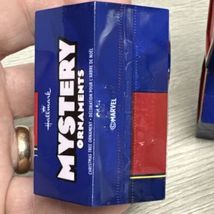 Hallmark
MYSTERY
ORNAMENTS
CHRISTMAS TREE ORNAMENT • DÉCORATION POUR L'ARBRE DE NOËL
©MARVEL